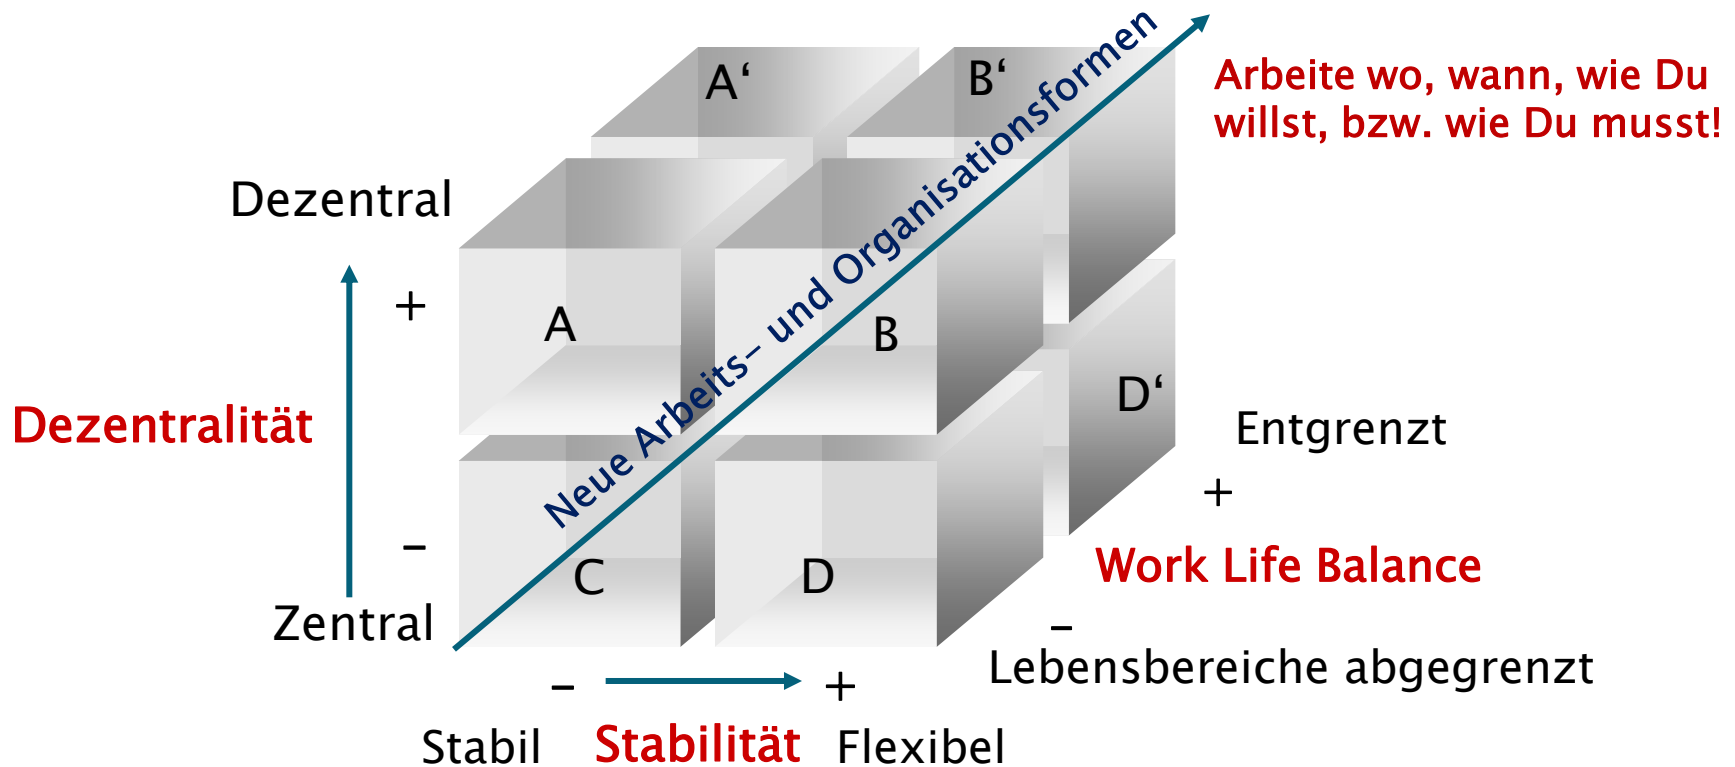 A‘
B‘
Arbeite wo, wann, wie Du
willst, bzw. wie Du musst!
Neue Arbeits- und Organisationsformen
Dezentral
+
A
B
D‘
Dezentralität
Entgrenzt
+
–
C
D
Work Life Balance
Zentral
–
Lebensbereiche abgegrenzt
–
+
Stabil
Stabilität
Flexibel